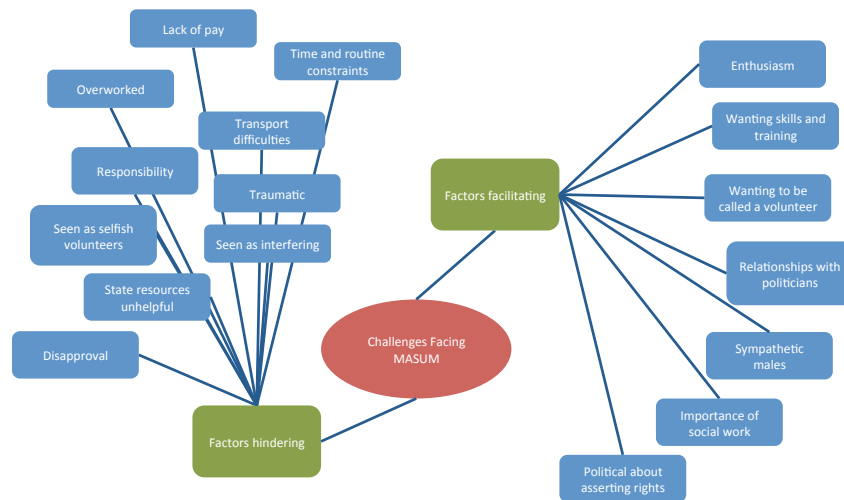 Lack of pay
Time and routine
constraints
Overworked
Transport
difficulties
Responsibility
Traumatic
Seen as selfish
volunteers
Seen as interfering
State resources
unhelpful
Disapproval
Factors hindering
Challenges Facing
MASUM
Factors facilitating
Enthusiasm
Wanting skills and
training
Wanting to be
called a volunteer
Relationships with
politicians
Sympathetic
males
Importance of
social work
Political about
asserting rights